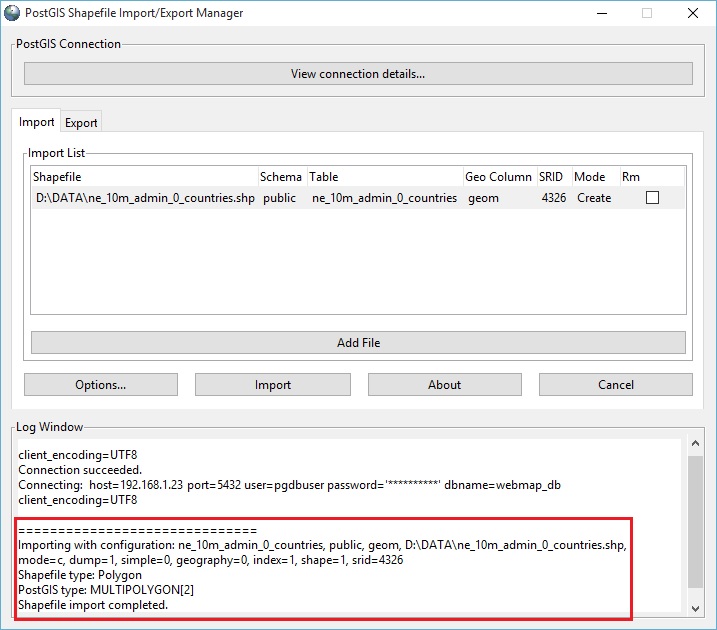 PostGIS Shapefile Import/Export Manager
PostGIS Connection
View connection details...
Import Export
Import List
Shapefile Schema Table Geo Column SRID Mode Rm
D:\DATA\ne_10m_admin_0_countries.shp public ne_10m_admin_0_countries geom 4326 Create
Add File
Options... Import About Cancel
Log Window
client_encoding=UTF8
Connection succeeded.
Connecting: host=192.168.1.23 port=5432 user=pgdbuser password='**********' dbname=webmap_db
client_encoding=UTF8
==============================
Importing with configuration: ne_10m_admin_0_countries, public, geom, D:\DATA\ne_10m_admin_0_countries.shp,
mode=c, dump=1, simple=0, geography=0, index=1, shape=1, srid=4326
Shapefile type: Polygon
PostGIS type: MULTIPOLYGON[2]
Shapefile import completed.